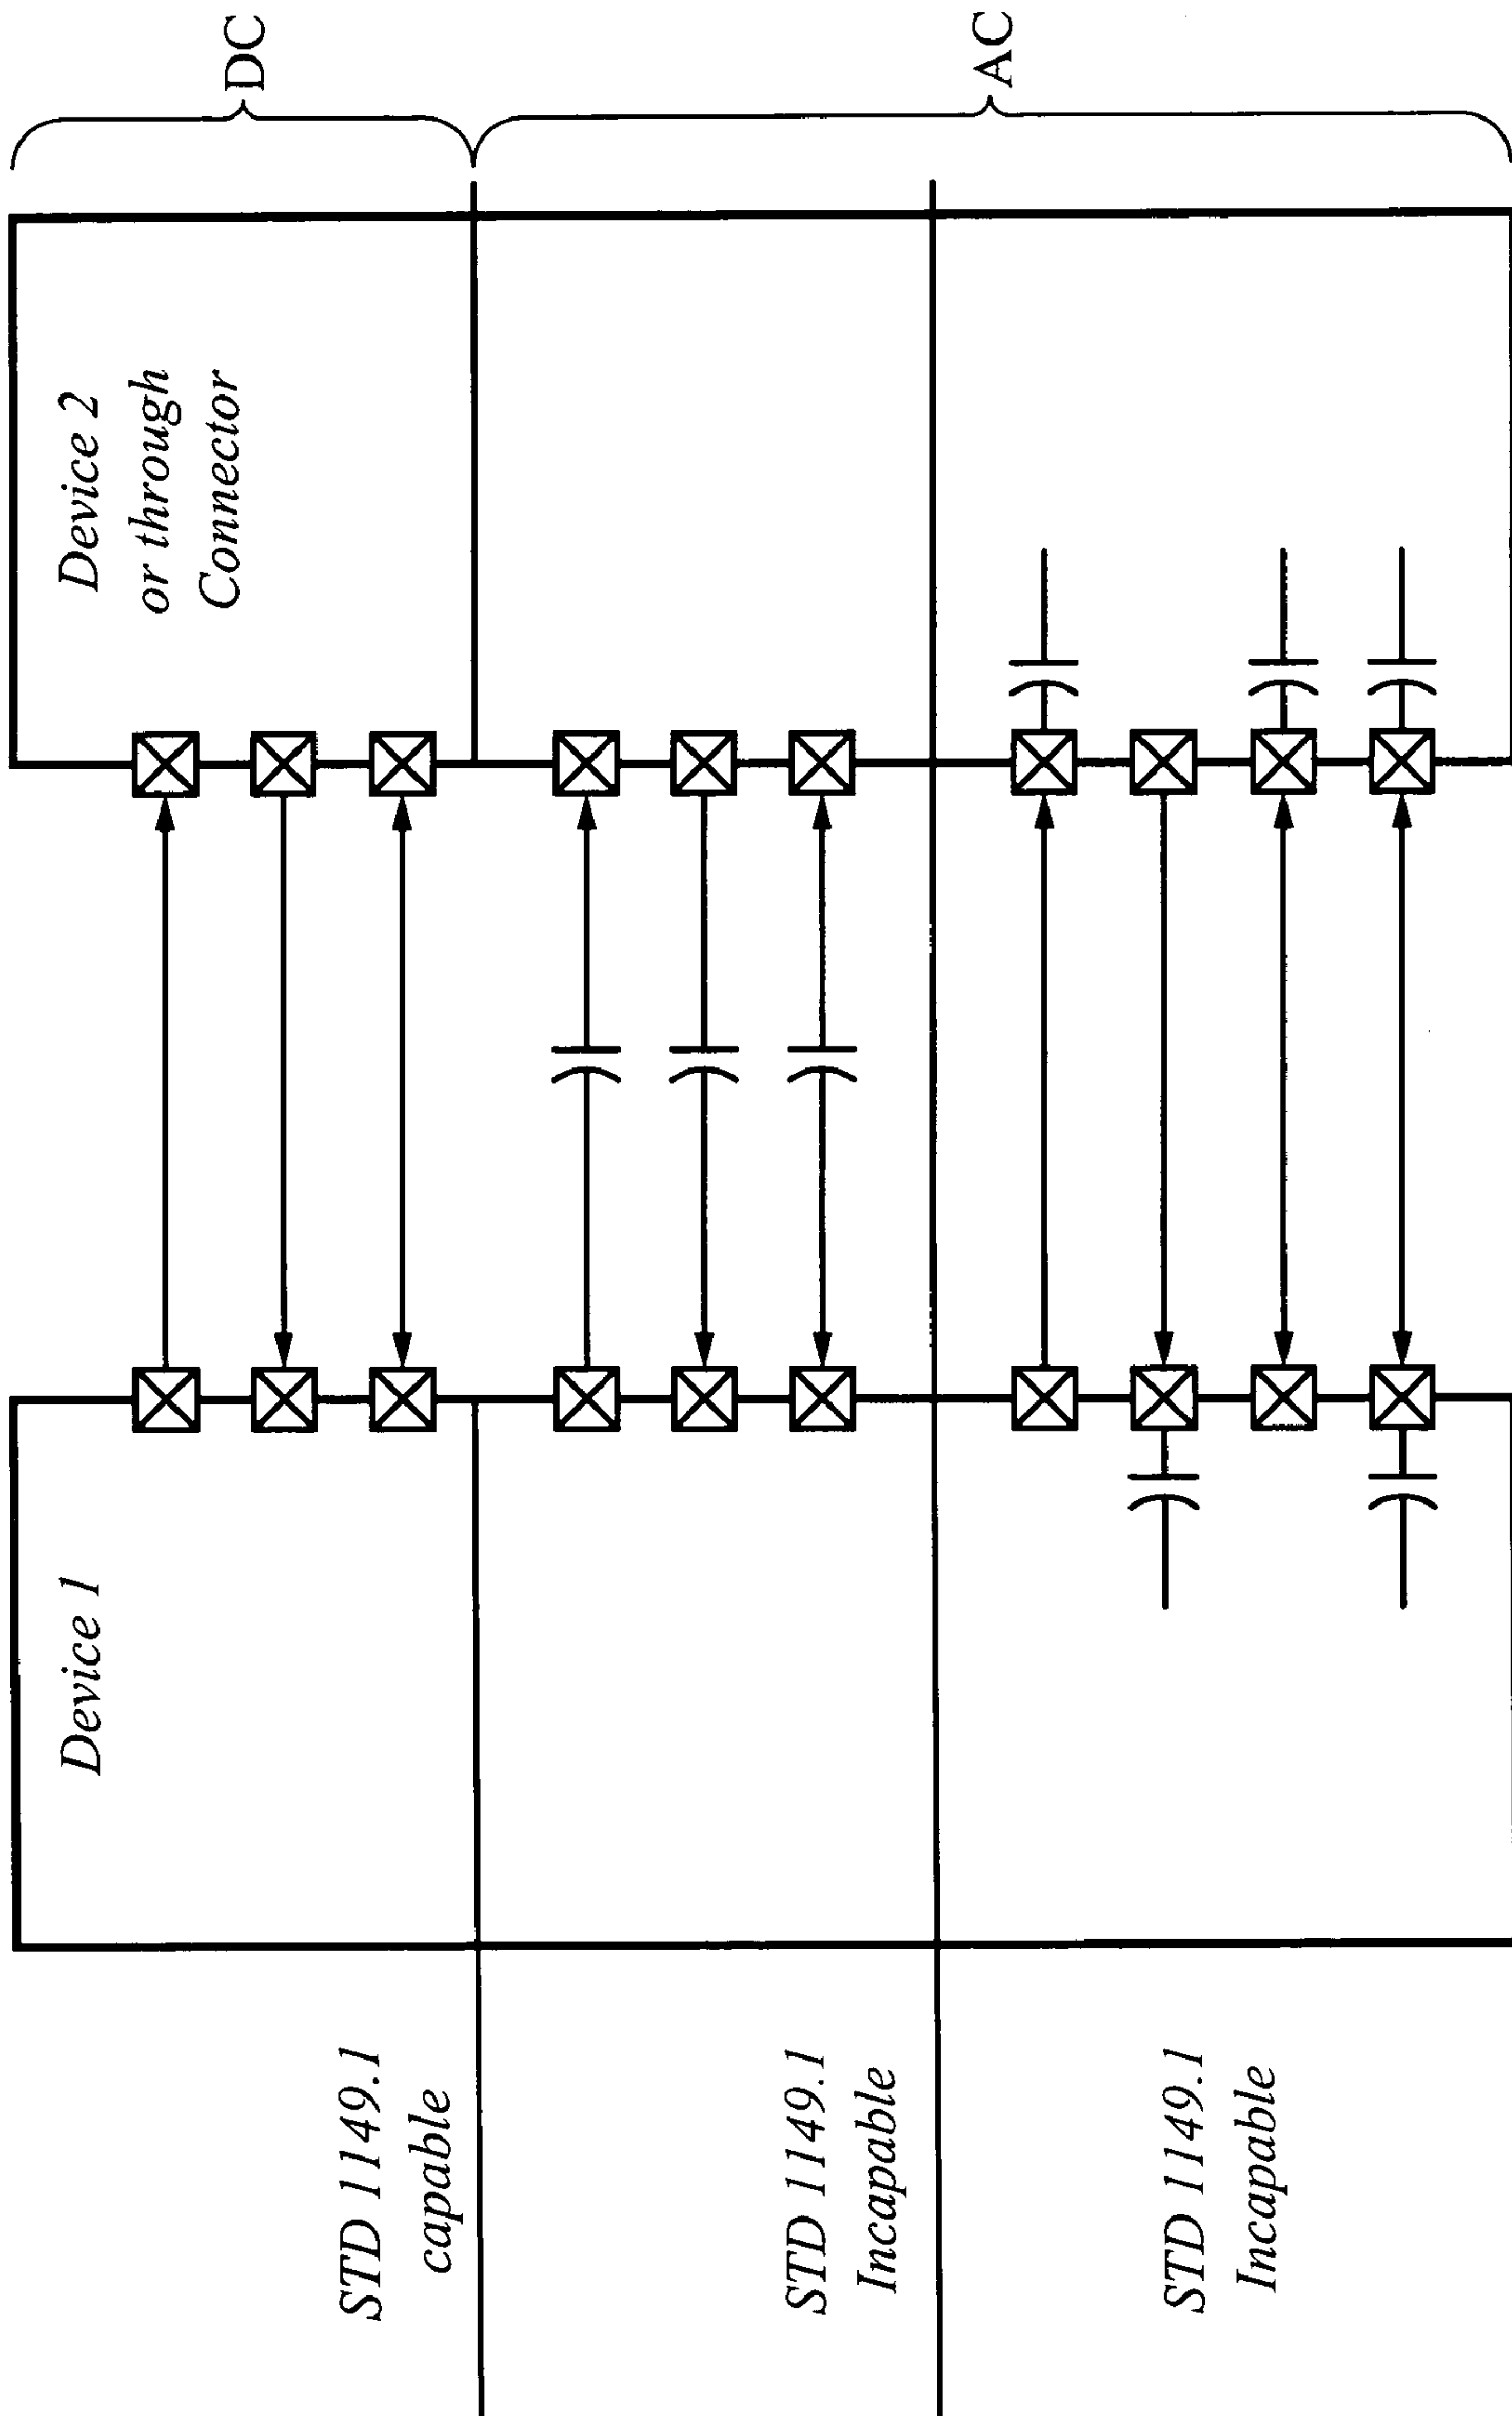 Device 1
Device 2
or through
Connector
DC
AC
STD 1149.1
capable
STD 1149.1
Incapable
STD 1149.1
Incapable